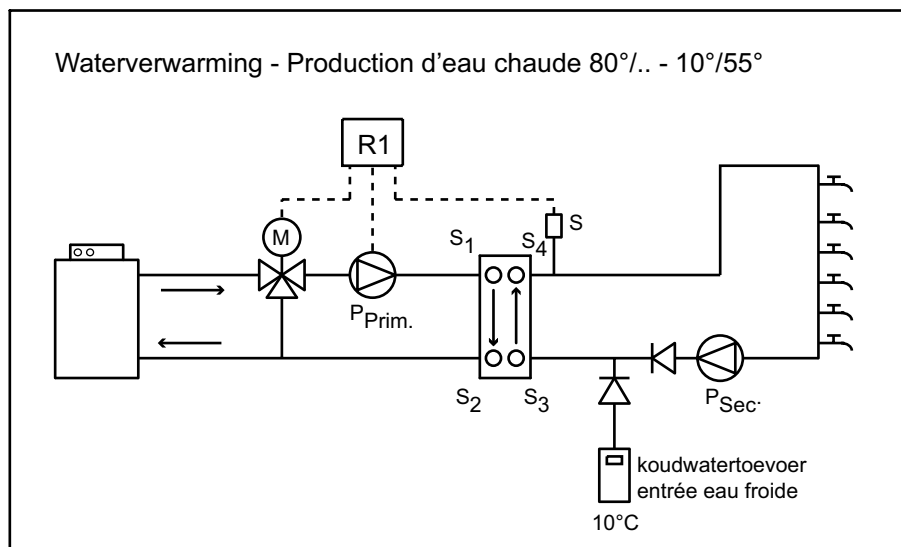 Waterverwarming - Production d'eau chaude 80°/.. - 10°/55°
R1
M
S1
S4
S
PPrim.
S2
S3
PSec.
koudwatertoevoer
entrée eau froide
10°C